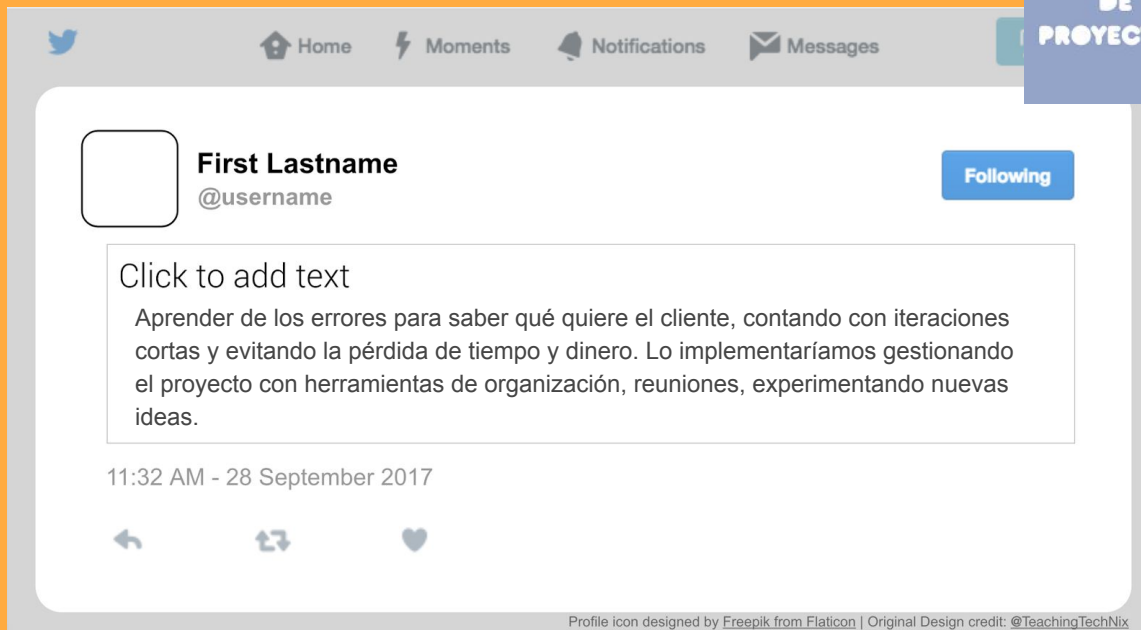 DE
PROYEC
Home Moments Notifications Messages
First Lastname
@username
Following
Click to add text
Aprender de los errores para saber qué quiere el cliente, contando con iteraciones
cortas y evitando la pérdida de tiempo y dinero. Lo implementaríamos gestionando
el proyecto con herramientas de organización, reuniones, experimentando nuevas
ideas.
11:32 AM - 28 September 2017
Profile icon designed by Freepik from Flaticon | Original Design credit: @TeachingTechNix